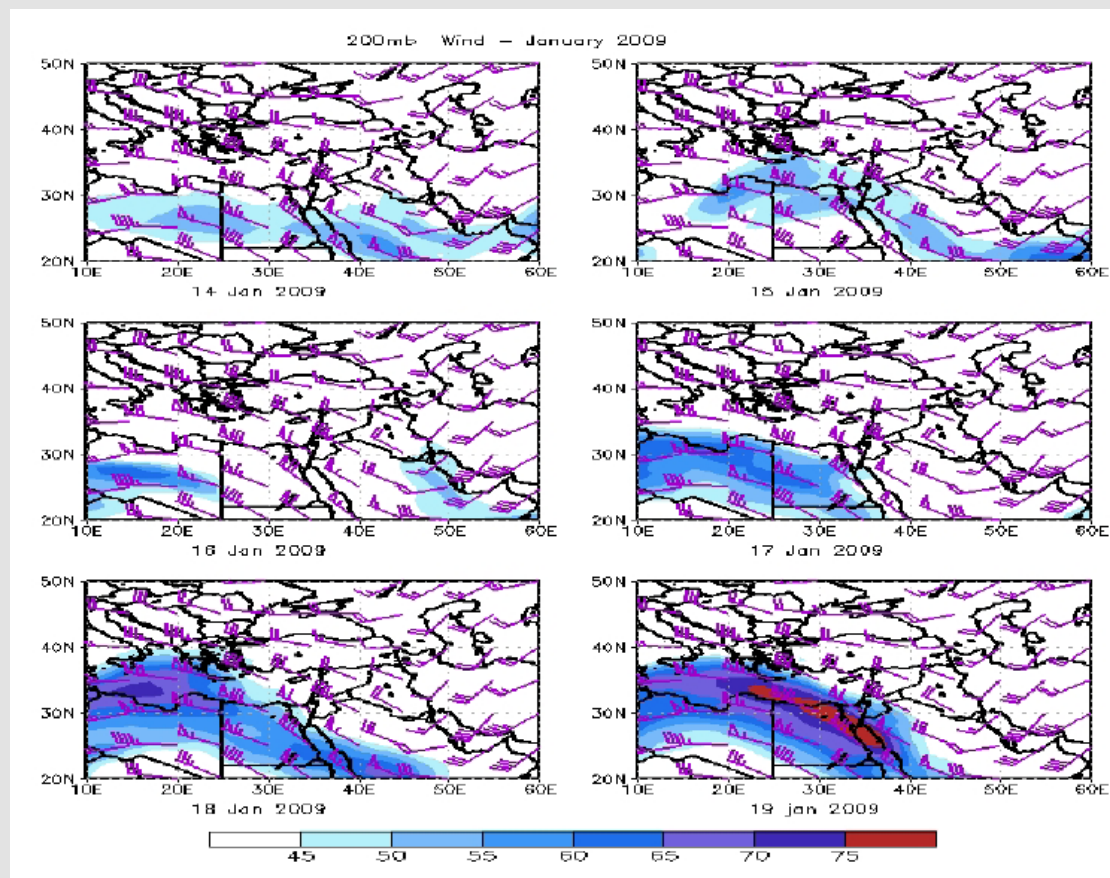 200mb Wind – January 2009
50N 50N
40N 40N
30N 30N
20N 20N
10E 20E 30E 40E 50E 60E 10E 20E 30E 40E 50E 60E
14 Jan 2009 15 Jan 2009
50N 50N
40N 40N
30N 30N
20N 20N
10E 20E 30E 40E 50E 60E 10E 20E 30E 40E 50E 60E
16 Jan 2009 17 Jan 2009
50N 50N
40N 40N
30N 30N
20N 20N
10E 20E 30E 40E 50E 60E 10E 20E 30E 40E 50E 60E
18 Jan 2009 19 jan 2009
45 50 55 60 65 70 75